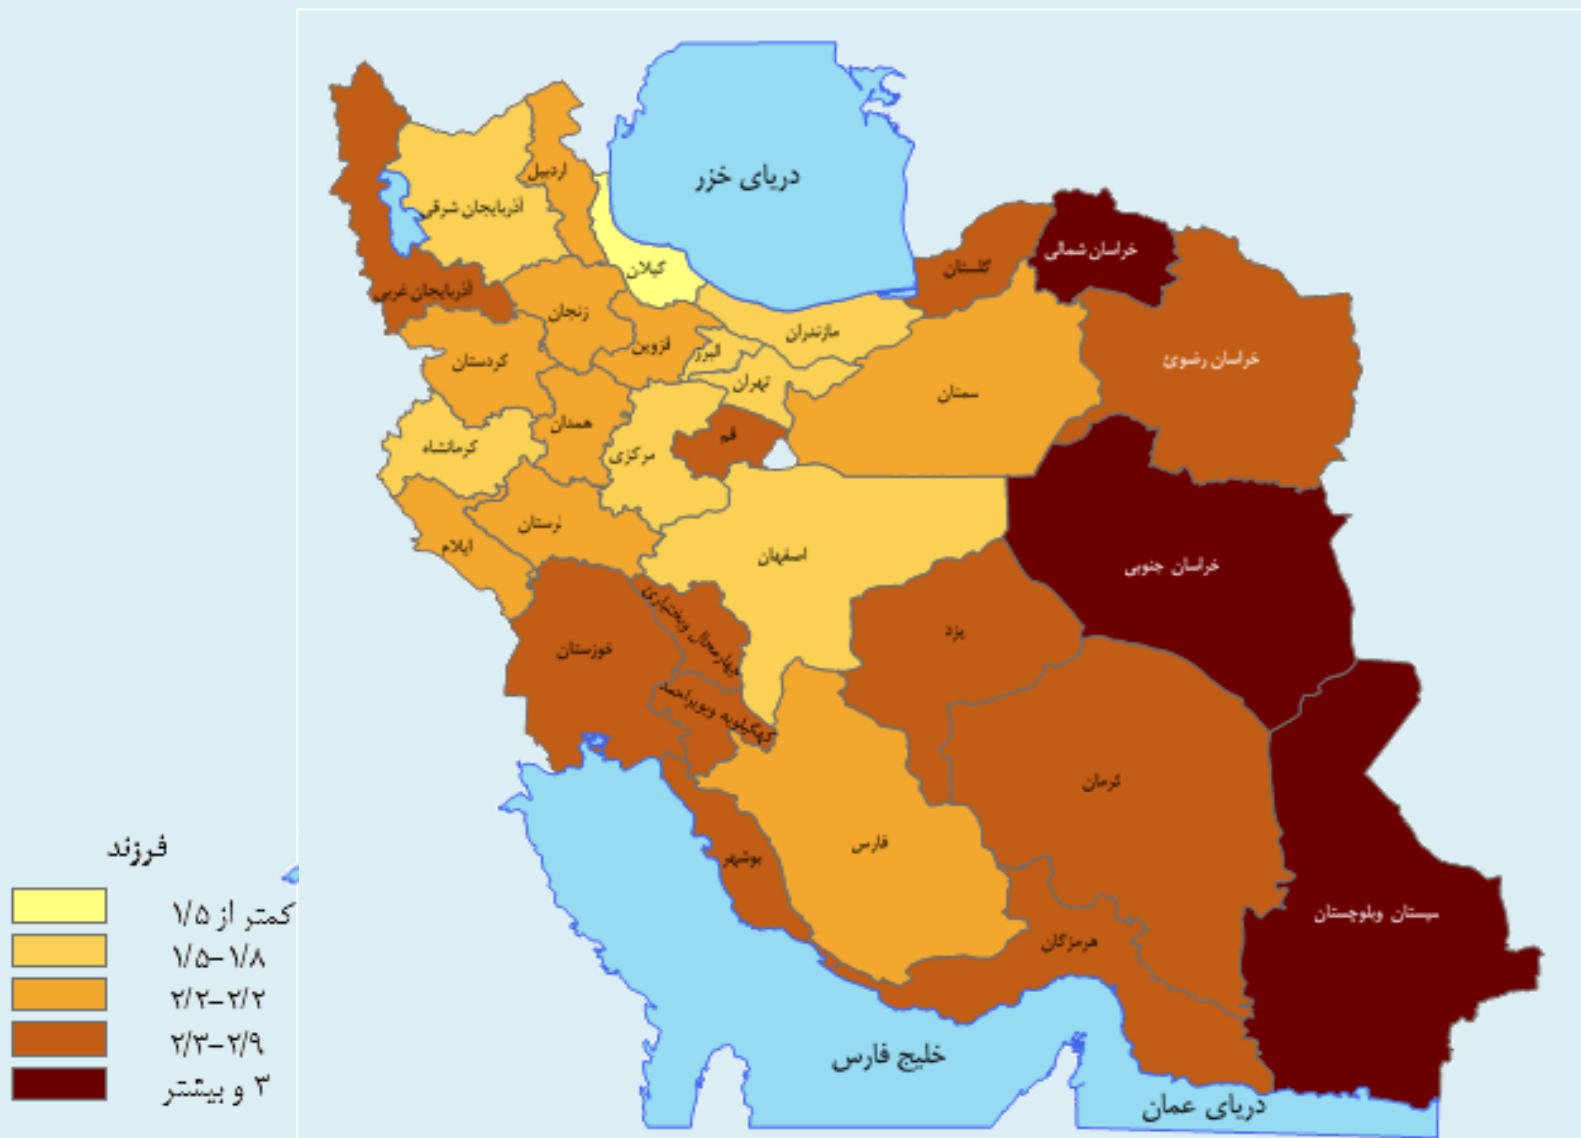 دریای خزر
اردبیل
آذربایجان شرقی
گیلان
آذربایجان غربی
زنجان
گلستان
خراسان شمالی
مازندران
قزوین
البرز
کردستان
تهران
خراسان رضوئ
سمنان
همدان
قم
کرمانشاه
مرکزی
لرستان
ایلام
اصفهان
خراسان جنوبی
یزد
خوزستان
چهارمحال وبختیارئ
کهگیلویه وبویراحمد
کرمان
فارس
بوشهر
سیستان وبلوچستان
هرمزگان
خلیج فارس
دریای عمان
فرزند
کمتر از ۱/۵
۱/۵-۱/۸
۲/۲-۲/۲
۲/۳-۲/۹
۳ و بیشتر